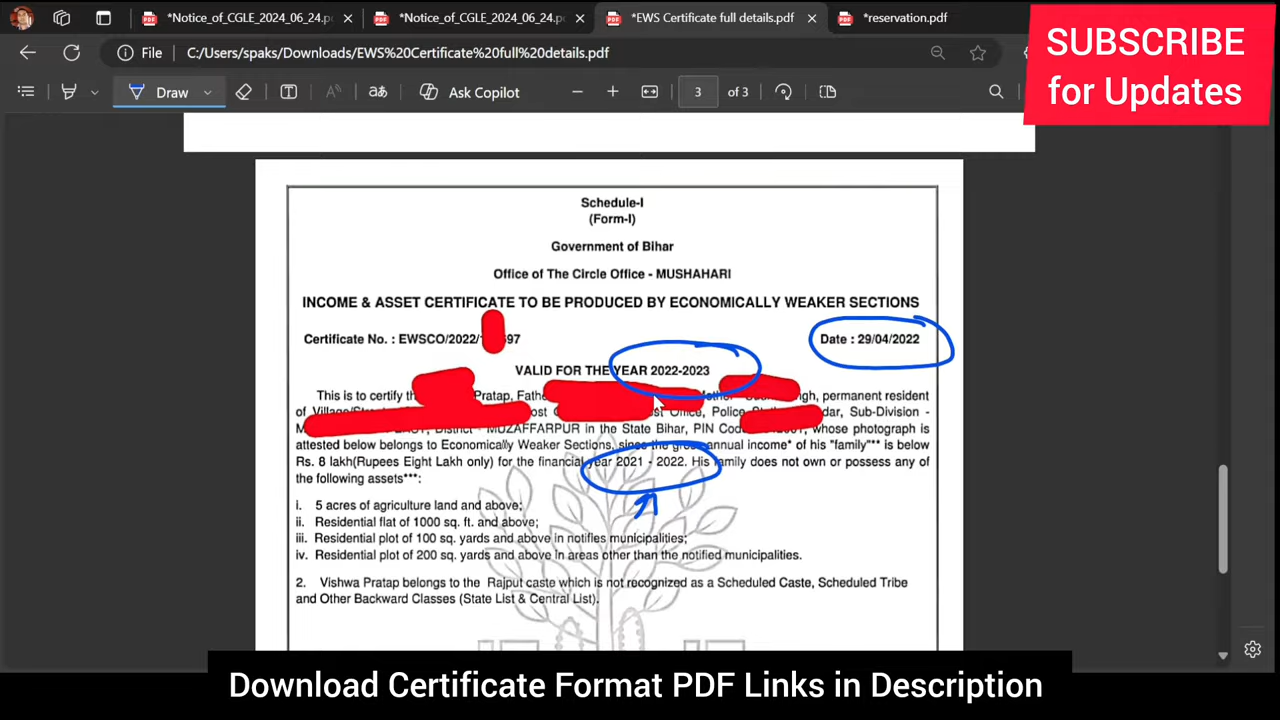 *Notice_of_CGLE_2024_06_24.p
*Notice_of_CGLE_2024_06_24.pd
*EWS Certificate full details.pdf
*reservation.pdf
File C:/Users/spaks/Downloads/EWS%20Certificate%20full%20details.pdf
SUBSCRIBE
for Updates
Draw
Ask Copilot
3 of 3
Schedule-I
(Form-I)
Government of Bihar
Office of The Circle Office - MUSHAHARI
INCOME & ASSET CERTIFICATE TO BE PRODUCED BY ECONOMICALLY WEAKER SECTIONS
Certificate No. : EWSCO/2022/ 97
Date : 29/04/2022
VALID FOR THE YEAR 2022-2023
This is to certify Pratap, permanent resident
of Office, Police Sub-Division -
District - MUZAFFARPUR in the State Bihar, PIN whose photograph is
attested below belongs to Economically Weaker Sections, since the gross annual income* of his "family"** is below
Rs. 8 lakh(Rupees Eight Lakh only) for the financial year 2021 - 2022. His family does not own or possess any of
the following assets***:
i. 5 acres of agriculture land and above;
ii. Residential flat of 1000 sq. ft. and above;
iii. Residential plot of 100 sq. yards and above in notifies municipalities;
iv. Residential plot of 200 sq. yards and above in areas other than the notified municipalities.
2. Vishwa Pratap belongs to the Rajput caste which is not recognized as a Scheduled Caste, Scheduled Tribe
and Other Backward Classes (State List & Central List).
Download Certificate Format PDF Links in Description